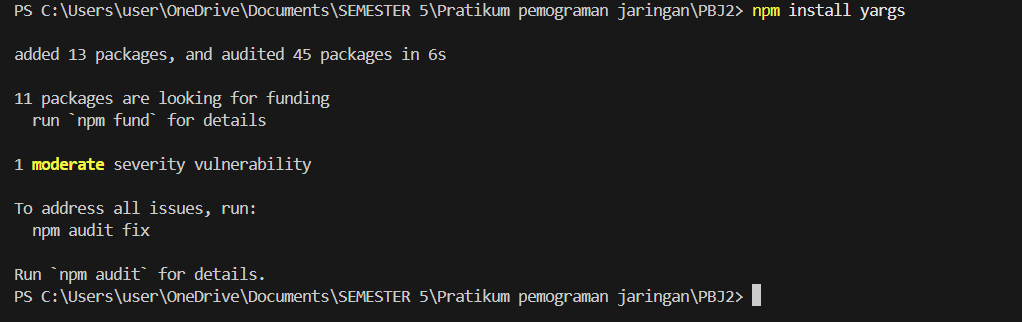 PS C:\Users\user\OneDrive\Documents\SEMESTER 5\Pratikum pemograman jaringan\PBJ2> npm install yargs
added 13 packages, and audited 45 packages in 6s
11 packages are looking for funding
  run `npm fund` for details
1 moderate severity vulnerability
To address all issues, run:
  npm audit fix
Run `npm audit` for details.
PS C:\Users\user\OneDrive\Documents\SEMESTER 5\Pratikum pemograman jaringan\PBJ2>